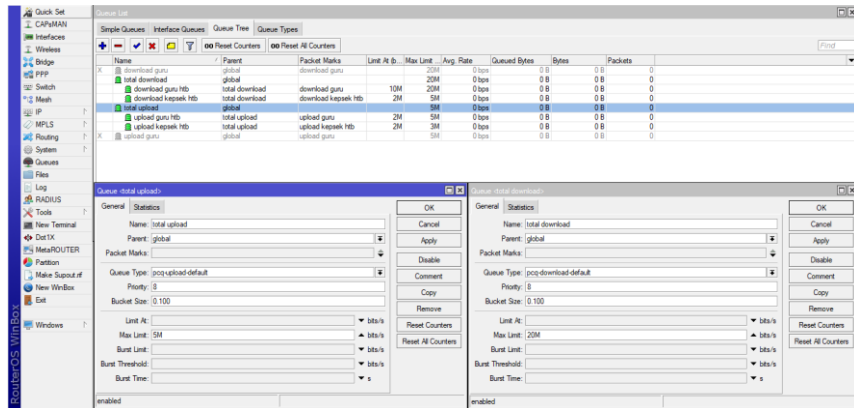 Quick Set
CAPsMAN
Interfaces
Wireless
Bridge
PPP
Switch
Mesh
IP
MPLS
Routing
System
Queues
Files
Log
RADIUS
Tools
New Terminal
Dot1X
MetaROUTER
Partition
Make Supout.rif
New WinBox
Exit
Windows
RouterOS WinBox
Queue List
Simple Queues Interface Queues Queue Tree Queue Types
00 Reset Counters 00 Reset All Counters Find
Name Parent Packet Marks Limit At (b... Max Limit ... Avg. Rate Queued Bytes Bytes Packets
X download guru global download guru 20M 0 bps 0 B 0 B 0
total download global 20M 0 bps 0 B 0 B 0
download guru htb total download download guru 10M 20M 0 bps 0 B 0 B 0
download kepsek htb total download download kepsek htb 2M 5M 0 bps 0 B 0 B 0
total upload global 5M 0 bps 0 B 0 B 0
upload guru htb total upload upload guru 2M 5M 0 bps 0 B 0 B 0
upload kepsek htb total upload upload kepsek htb 2M 3M 0 bps 0 B 0 B 0
X upload guru global upload guru 5M 0 bps 0 B 0 B 0
Queue <total upload>
General Statistics
Name: total upload
Parent: global
Packet Marks:
Queue Type: pcq-upload-default
Priority: 8
Bucket Size: 0.100
Limit At: bits/s
Max Limit: 5M bits/s
Burst Limit: bits/s
Burst Threshold: bits/s
Burst Time: s
OK
Cancel
Apply
Disable
Comment
Copy
Remove
Reset Counters
Reset All Counters
enabled
Queue <total download>
General Statistics
Name: total download
Parent: global
Packet Marks:
Queue Type: pcq-download-default
Priority: 8
Bucket Size: 0.100
Limit At: bits/s
Max Limit: 20M bits/s
Burst Limit: bits/s
Burst Threshold: bits/s
Burst Time: s
OK
Cancel
Apply
Disable
Comment
Copy
Remove
Reset Counters
Reset All Counters
enabled